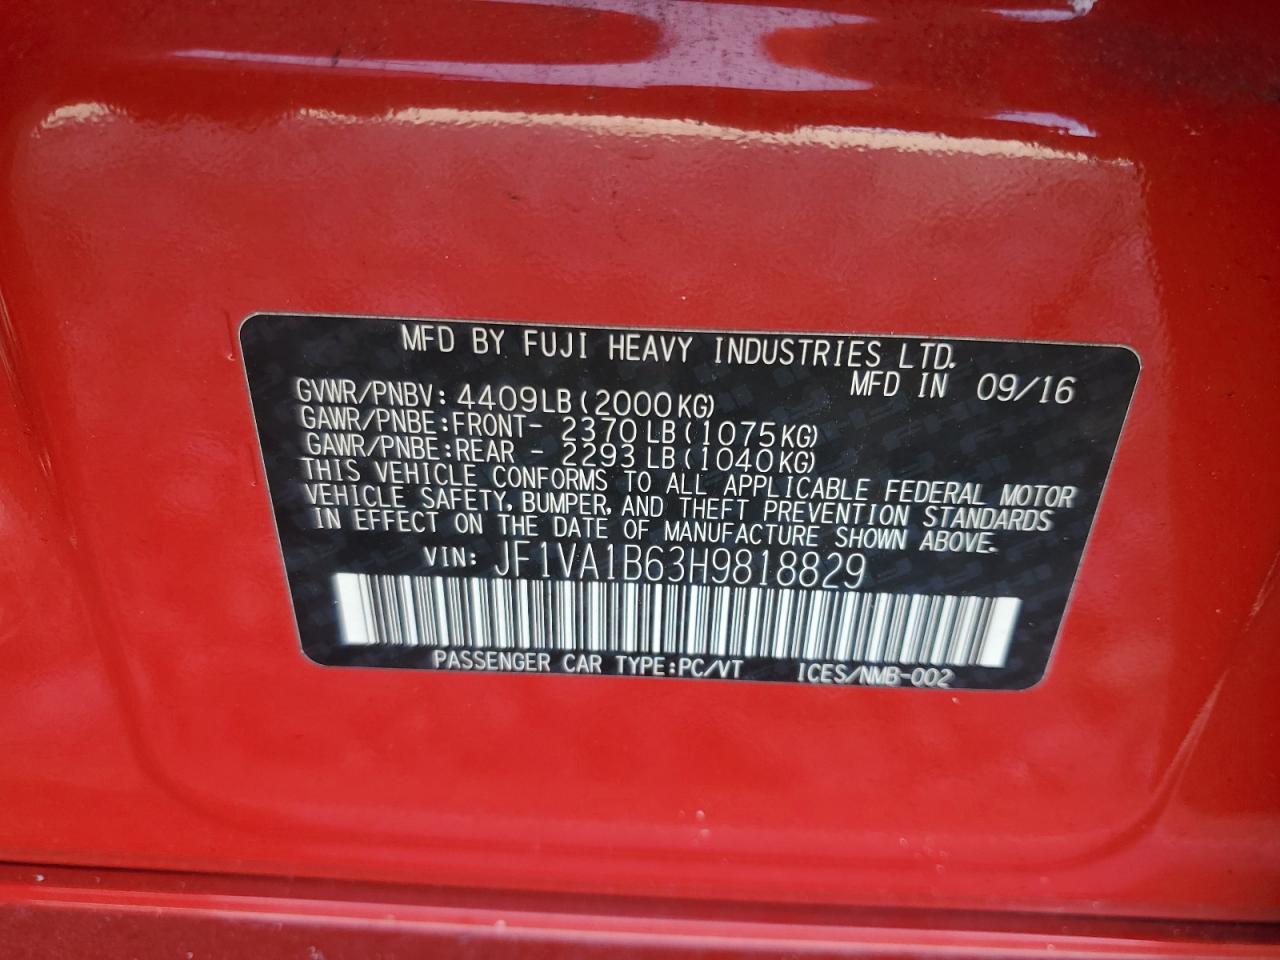 MFD BY FUJI HEAVY INDUSTRIES LTD.
MFD IN 09/16
GVWR/PNBV: 4409LB(2000KG)
GAWR/PNBE:FRONT- 2370LB(1075KG)
GAWR/PNBE:REAR - 2293LB(1040KG)
THIS VEHICLE CONFORMS TO ALL APPLICABLE FEDERAL MOTOR
VEHICLE SAFETY, BUMPER, AND THEFT PREVENTION STANDARDS
IN EFFECT ON THE DATE OF MANUFACTURE SHOWN ABOVE.
VIN: JF1VA1B63H9818829
PASSENGER CAR TYPE:PC/VT ICES/NMB-002